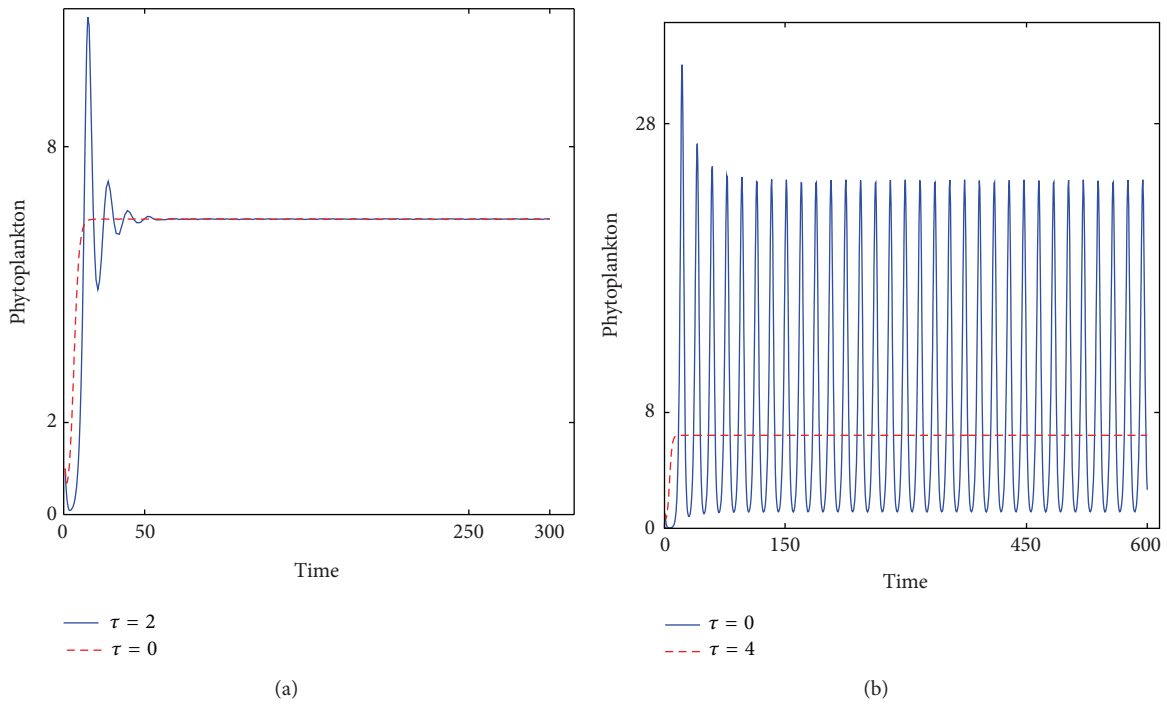 8
2
0
0
50
250
300
Phytoplankton
Time
τ = 2
τ = 0
(a)
28
8
0
0
150
450
600
Phytoplankton
Time
τ = 0
τ = 4
(b)